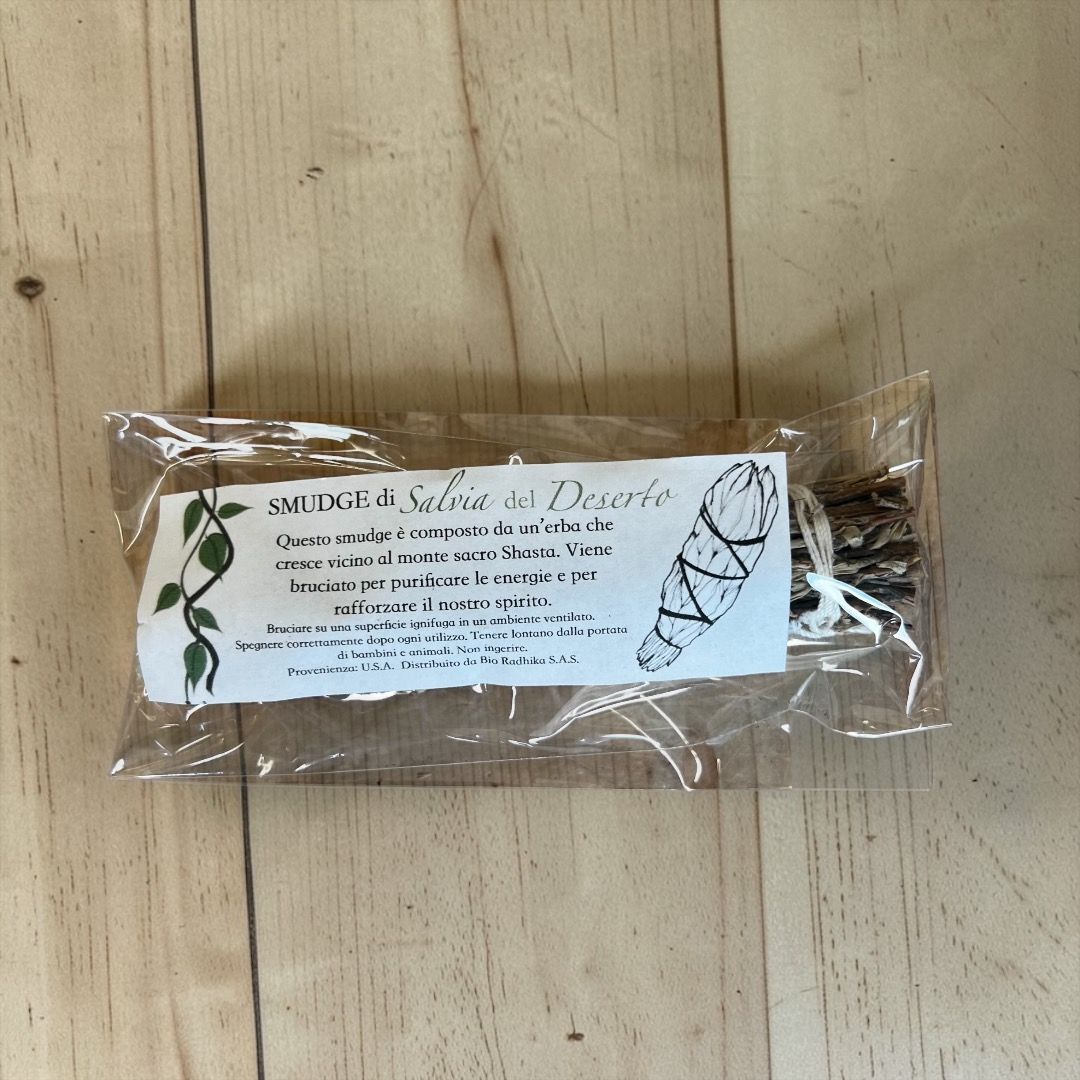 SMUDGE di Salvia del Deserto
Questo smudge è composto da un'erba che
cresce vicino al monte sacro Shasta. Viene
bruciato per purificare le energie e per
rafforzare il nostro spirito.
Bruciare su una superficie ignifuga in un ambiente ventilato.
Spegnere correttamente dopo ogni utilizzo. Tenere lontano dalla portata
di bambini e animali. Non ingerire.
Provenienza: U.S.A. Distribuito da Bio Radhika S.A.S.